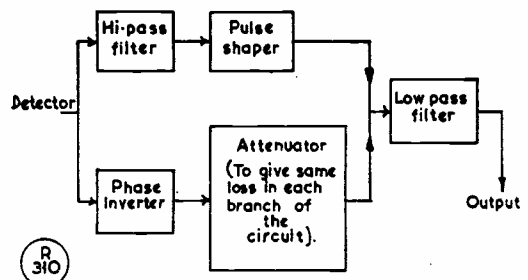 Hi-pass
filter
Pulse
shaper
Detector
Low pass
filter
Phase
inverter
Attenuator
(To give same
loss in each
branch of
the
circuit).
Output
R
310